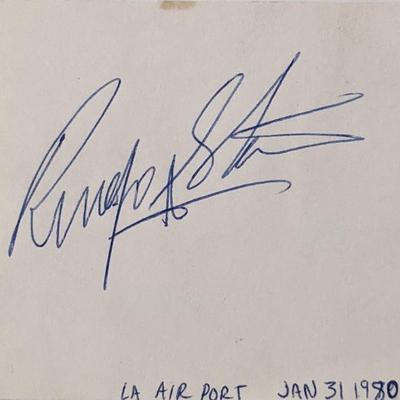 Ringo Starr
LA AIR PORT JAN 31 1980